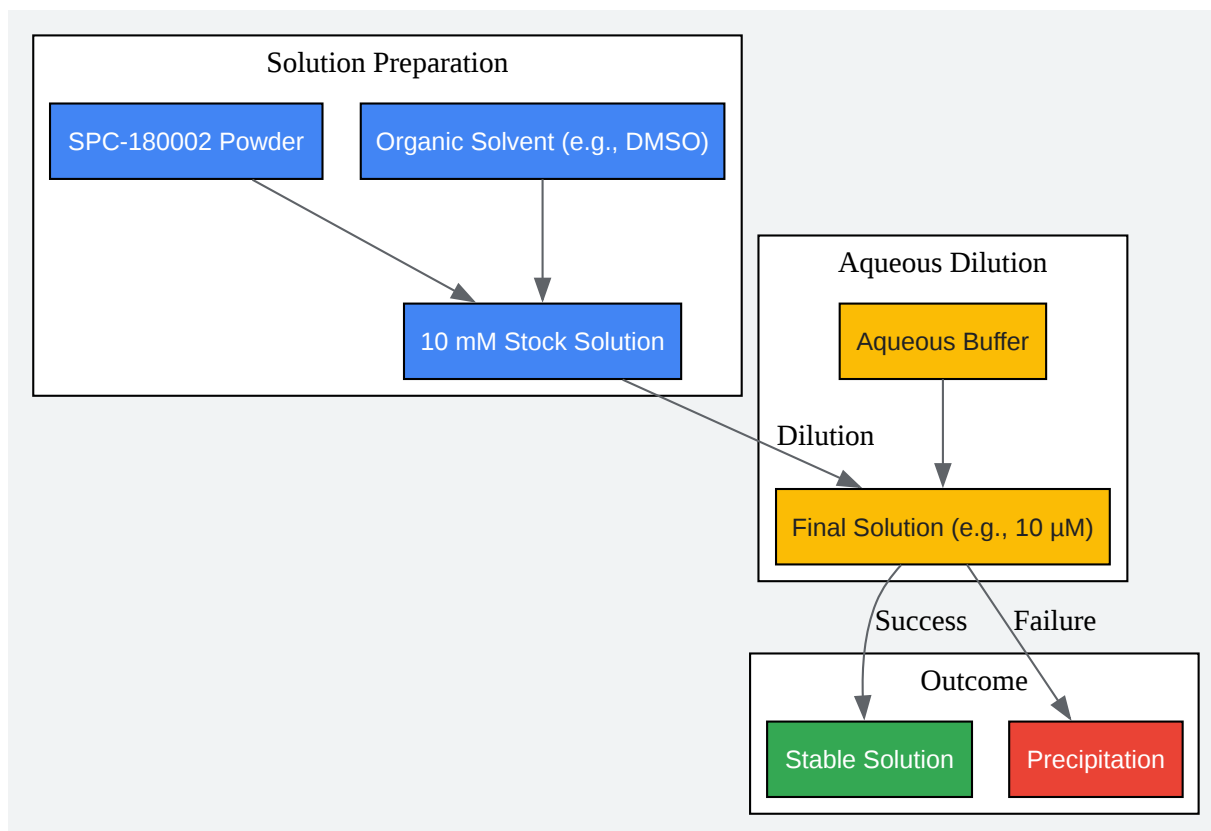 Solution Preparation
SPC-180002 Powder
Organic Solvent (e.g., DMSO)
10 mM Stock Solution
Aqueous Dilution
Aqueous Buffer
Dilution
Final Solution (e.g., 10 µM)
Success
Failure
Outcome
Stable Solution
Precipitation